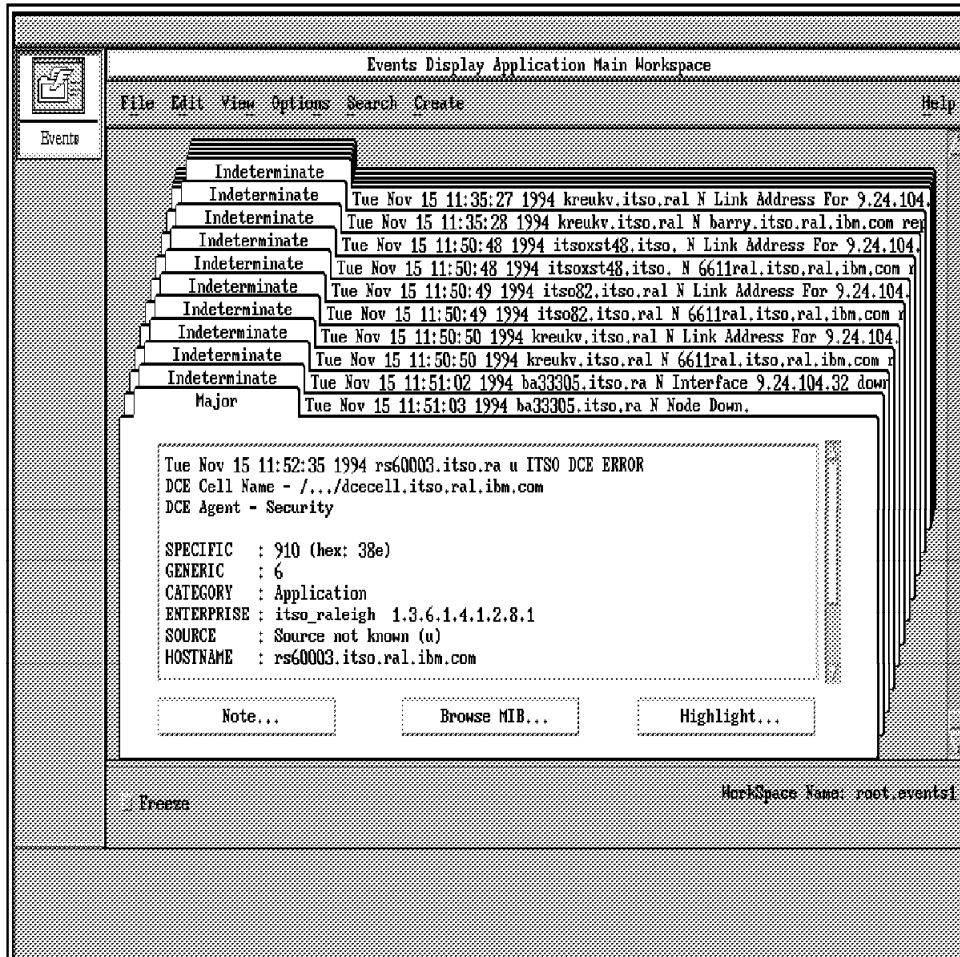 Events Display Application Main Workspace
File Edit View Options Search Create Help
Events
Indeterminate
Indeterminate Tue Nov 15 11:35:27 1994 kreukv.itso.ral N Link Address For 9.24.104.
Indeterminate Tue Nov 15 11:35:28 1994 kreukv.itso.ral N barry.itso.ral.ibm.com rep
Indeterminate Tue Nov 15 11:50:48 1994 itsoxst48.itso. N Link Address For 9.24.104.
Indeterminate Tue Nov 15 11:50:48 1994 itsoxst48.itso. N 6611ral.itso.ral.ibm.com r
Indeterminate Tue Nov 15 11:50:49 1994 itso82.itso.ral N Link Address For 9.24.104.
Indeterminate Tue Nov 15 11:50:49 1994 itso82.itso.ral N 6611ral.itso.ral.ibm.com r
Indeterminate Tue Nov 15 11:50:50 1994 kreukv.itso.ral N Link Address For 9.24.104.
Indeterminate Tue Nov 15 11:50:50 1994 kreukv.itso.ral N 6611ral.itso.ral.ibm.com r
Indeterminate Tue Nov 15 11:51:02 1994 ba33305.itso.ra N Interface 9.24.104.32 down
Major Tue Nov 15 11:51:03 1994 ba33305.itso.ra N Node Down.
Tue Nov 15 11:52:35 1994 rs60003.itso.ra u ITSO DCE ERROR
DCE Cell Name - /.../dcecell.itso.ral.ibm.com
DCE Agent - Security
SPECIFIC : 910 (hex: 38e)
GENERIC : 6
CATEGORY : Application
ENTERPRISE : itso_raleigh 1.3.6.1.4.1.2.8.1
SOURCE : Source not known (u)
HOSTNAME : rs60003.itso.ral.ibm.com
Note... Browse MIB... Highlight...
Freeze WorkSpace Name: root.events1